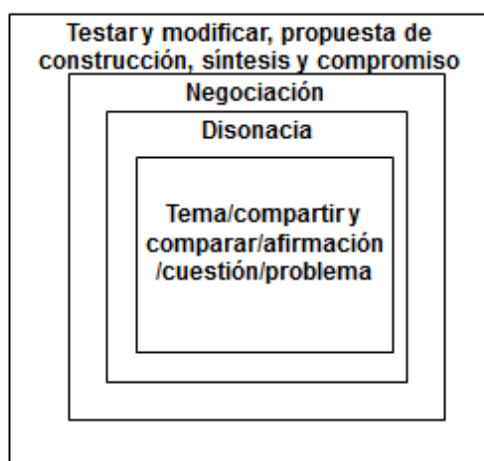 Testar y modificar, propuesta de
construcción, síntesis y compromiso
Negociación
Disonacia
Tema/compartir y
comparar/afirmación
/cuestión/problema